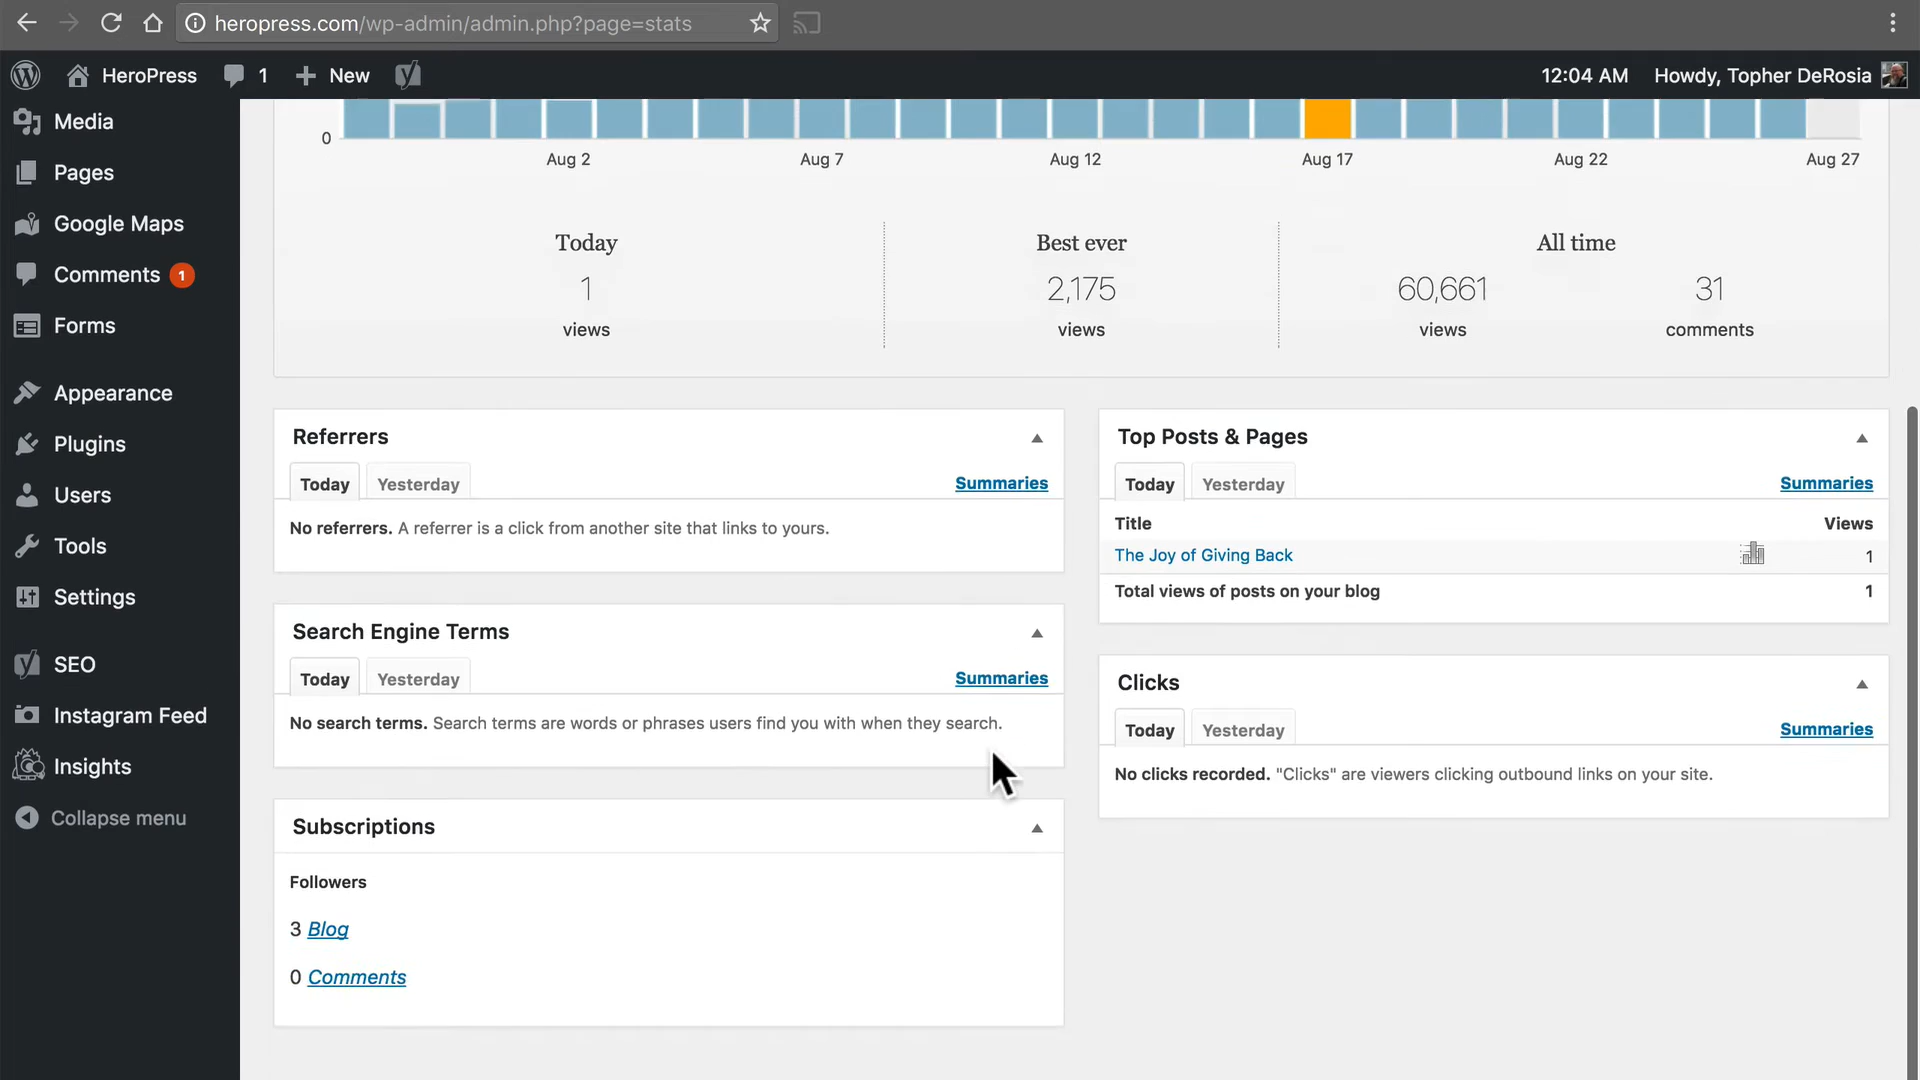 heropress.com/wp-admin/admin.php?page=stats
HeroPress 1 New 12:04 AM Howdy, Topher DeRosia
Media
Pages
Google Maps
Comments 1
Forms
Appearance
Plugins
Users
Tools
Settings
SEO
Instagram Feed
Insights
Collapse menu
0
Aug 2 Aug 7 Aug 12 Aug 17 Aug 22 Aug 27
Today Best ever All time
1 2,175 60,661 31
views views views comments
Referrers
Today Yesterday Summaries
No referrers. A referrer is a click from another site that links to yours.
Search Engine Terms
Today Yesterday Summaries
No search terms. Search terms are words or phrases users find you with when they search.
Subscriptions
Followers
3 Blog
0 Comments
Top Posts & Pages
Today Yesterday Summaries
Title Views
The Joy of Giving Back 1
Total views of posts on your blog 1
Clicks
Today Yesterday Summaries
No clicks recorded. "Clicks" are viewers clicking outbound links on your site.